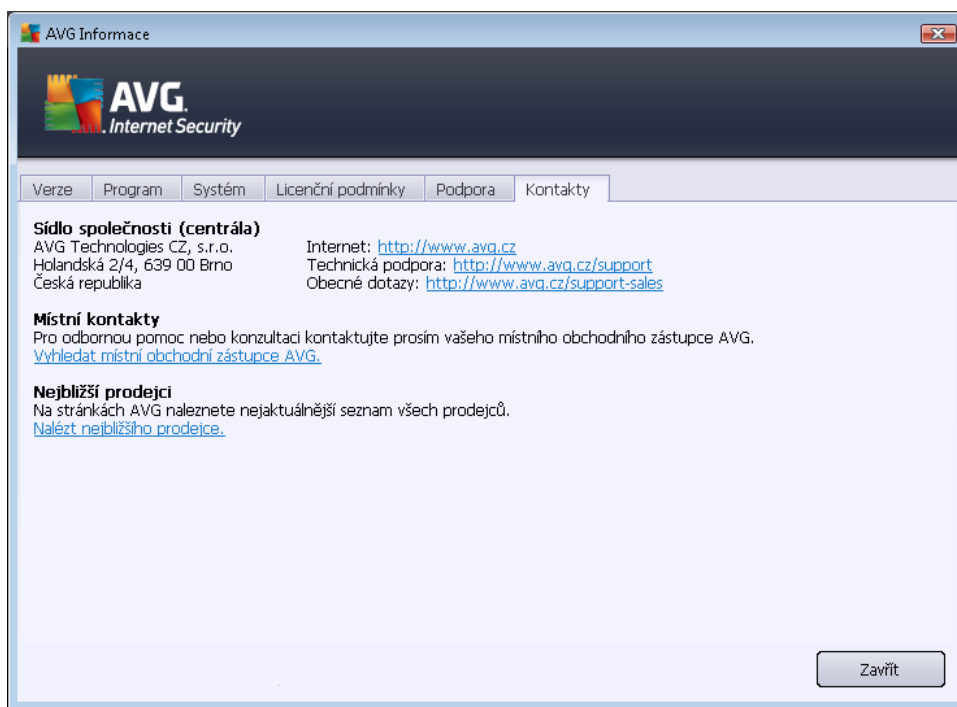 AVG Informace
AVG.
Internet Security
Verze Program Systém Licenční podmínky Podpora Kontakty
Sídlo společnosti (centrála)
AVG Technologies CZ, s.r.o. Internet: http://www.avg.cz
Holandská 2/4, 639 00 Brno Technická podpora: http://www.avg.cz/support
Česká republika Obecné dotazy: http://www.avg.cz/support-sales
Místní kontakty
Pro odbornou pomoc nebo konzultaci kontaktujte prosím vašeho místního obchodního zástupce AVG.
Vyhledat místní obchodní zástupce AVG.
Nejbližší prodejci
Na stránkách AVG naleznete nejaktuálnější seznam všech prodejců.
Nalézt nejbližšího prodejce.
Zavřít